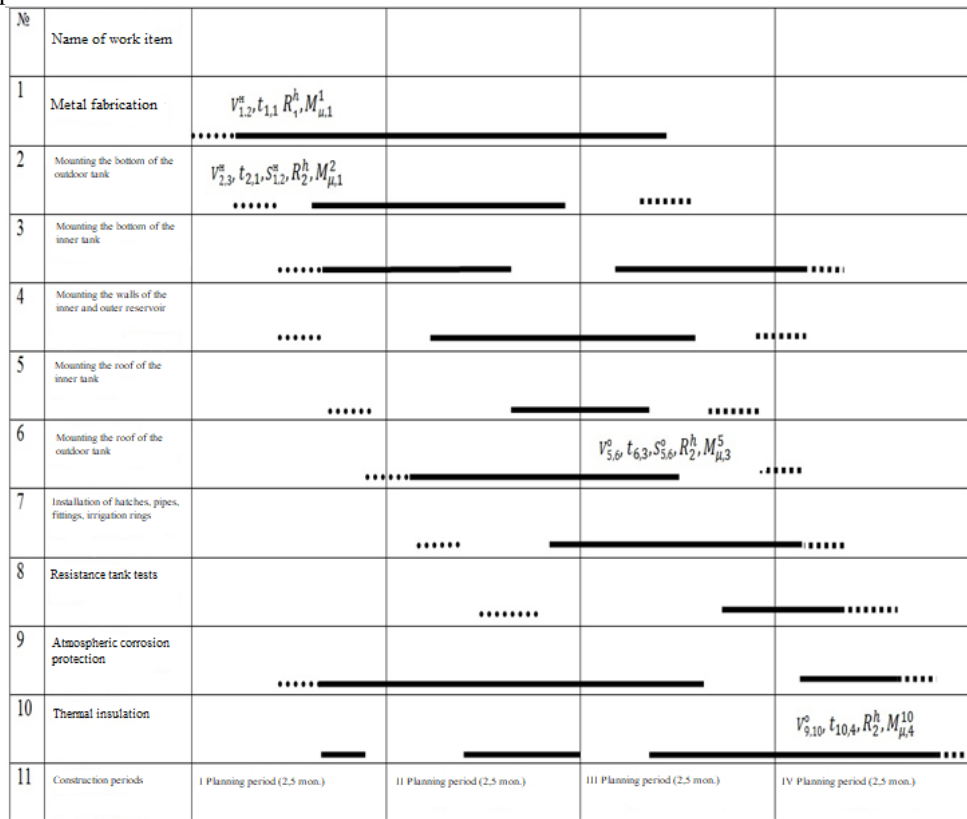 №
Name of work item
1
Metal fabrication
V^н_{1.2}, t_{1,1} R^h_1, M^1_{μ,1}
2
Mounting the bottom of the
outdoor tank
V^н_{2.3}, t_{2,1}, S^н_{1.2}, R^h_2, M^2_{μ,1}
3
Mounting the bottom of the
inner tank
4
Mounting the walls of the
inner and outer reservoir
5
Mounting the roof of the
inner tank
6
Mounting the roof of the
outdoor tank
V^o_{5,6}, t_{6,3}, S^o_{5.6}, R^h_2, M^5_{μ,3}
7
Installation of hatches, pipes,
fittings, irrigation rings
8
Resistance tank tests
9
Atmospheric corrosion
protection
10
Thermal insulation
V^o_{9.10}, t_{10,4}, R^h_2, M^{10}_{μ,4}
11
Construction periods
I Planning period (2,5 mon.)
II Planning period (2,5 mon.)
III Planning period (2,5 mon.)
IV Planning period (2,5 mon.)